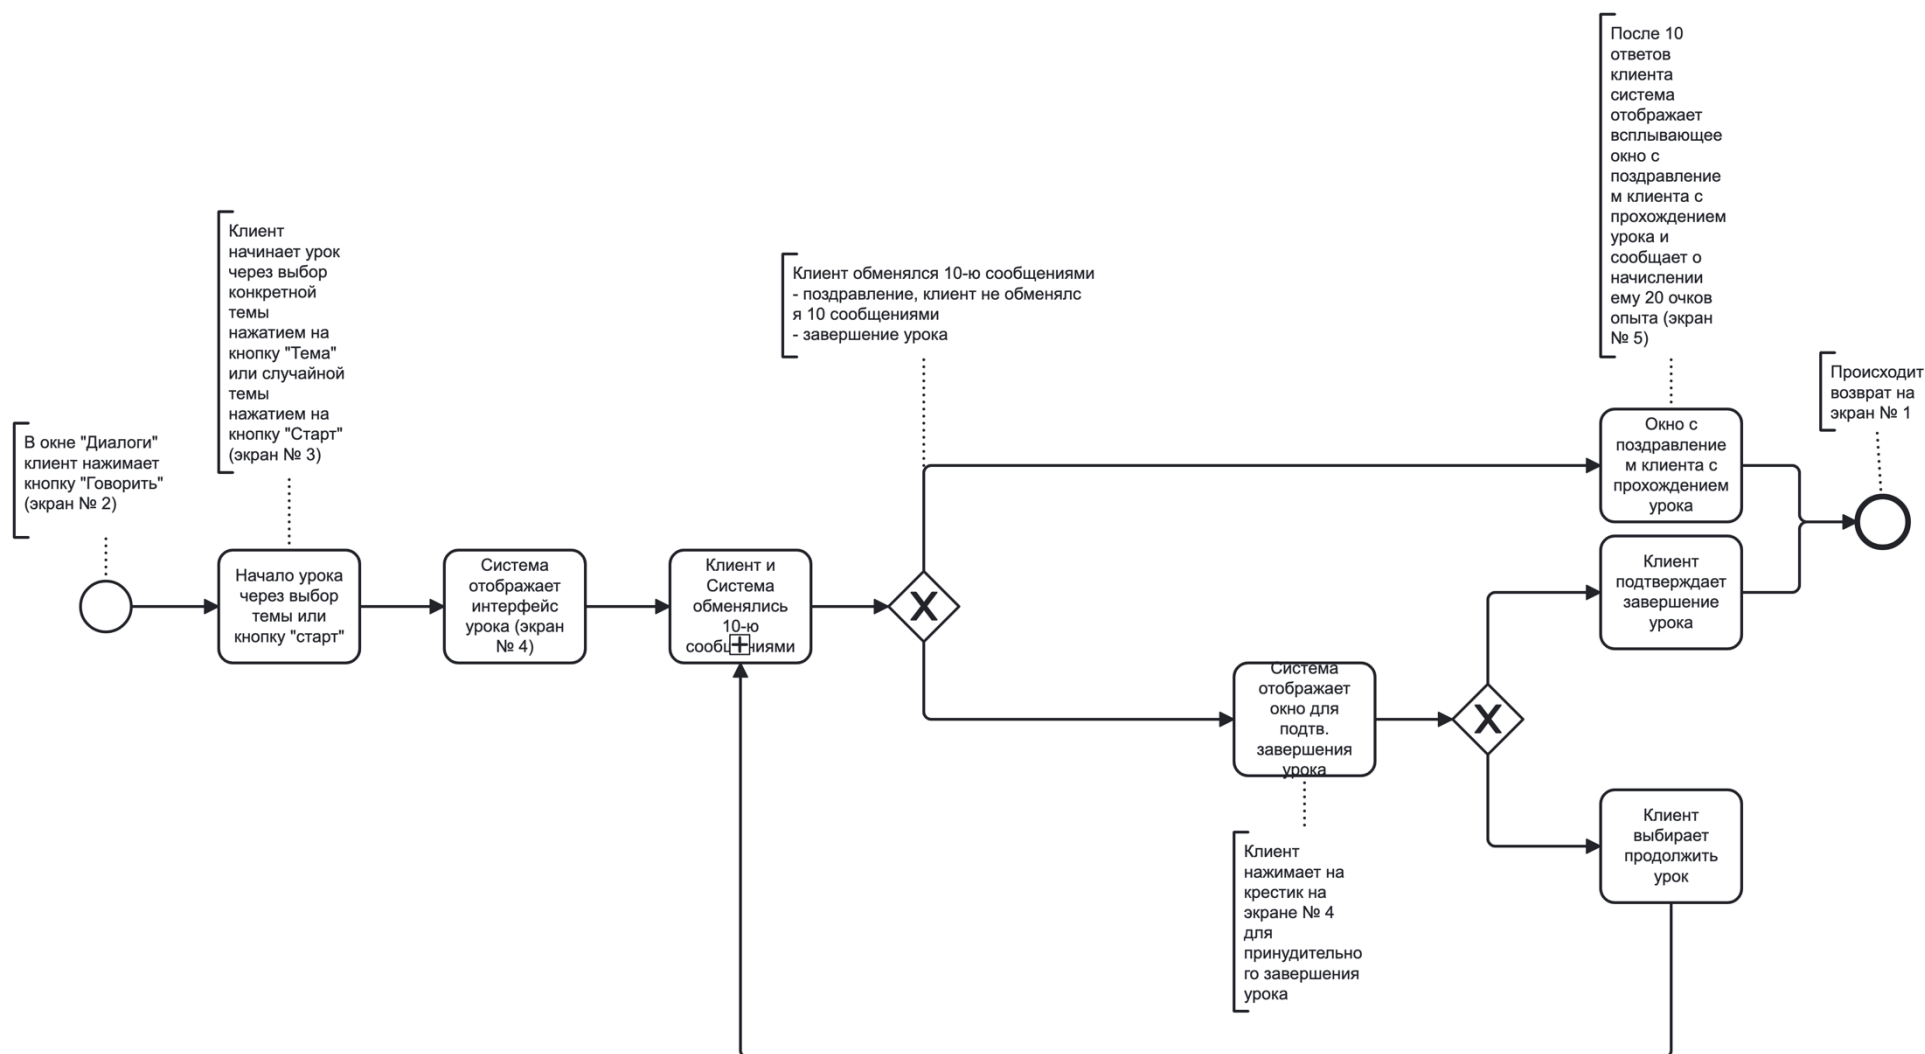 После 10
ответов
клиента
система
отображает
всплывающее
окно с
поздравление
м клиента с
прохождением
урока и
сообщает о
начислении
ему 20 очков
опыта (экран
№ 5)
Клиент
начинает урок
через выбор
конкретной
темы
нажатием на
кнопку "Тема"
или случайной
темы
нажатием на
кнопку "Старт"
(экран № 3)
Клиент обменялся 10-ю сообщениями
- поздравление, клиент не обменялс
я 10 сообщениями
- завершение урока
Происходит
возврат на
экран № 1
В окне "Диалоги"
клиент нажимает
кнопку "Говорить"
(экран № 2)
Окно с
поздравление
м клиента с
прохождением
урока
Начало урока
через выбор
темы или
кнопку "старт"
Система
отображает
интерфейс
урока (экран
№ 4)
Клиент и
Система
обменялись
10-ю
сообщениями
X
Клиент
подтверждает
завершение
урока
Система
отображает
окно для
подтв.
завершения
урока
X
Клиент
выбирает
продолжить
урок
Клиент
нажимает на
крестик на
экране № 4
для
принудительно
го завершения
урока